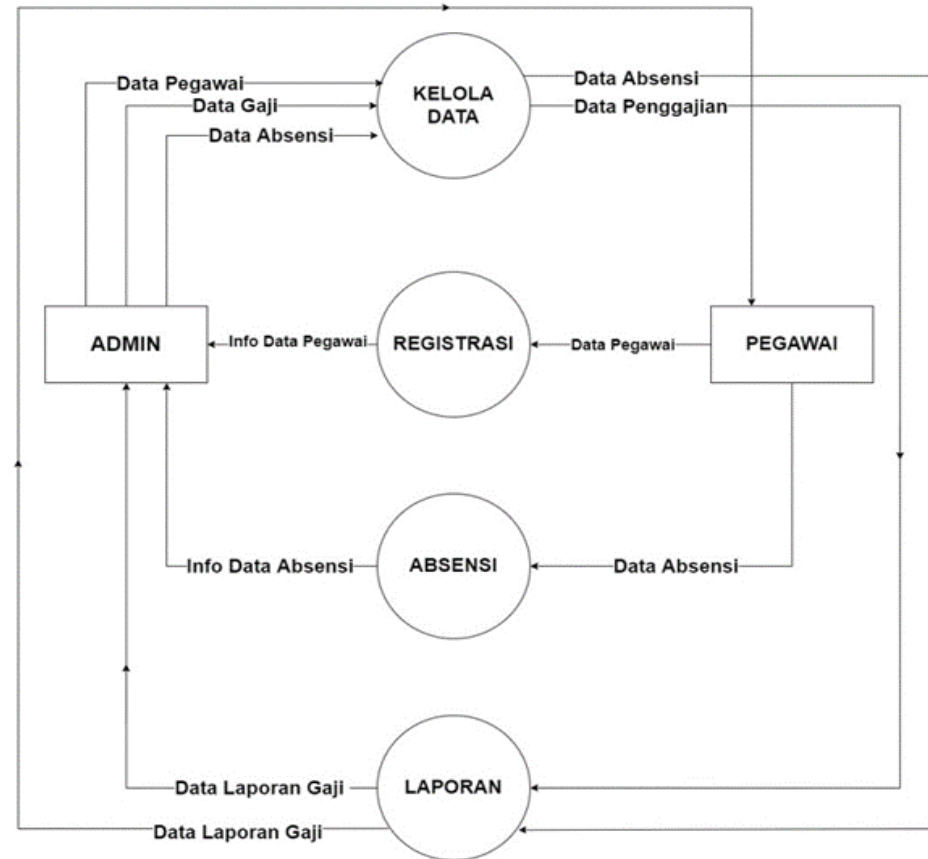 Data Pegawai
Data Gaji
Data Absensi
KELOLA
DATA
Data Absensi
Data Penggajian
ADMIN
Info Data Pegawai
REGISTRASI
Data Pegawai
PEGAWAI
Info Data Absensi
ABSENSI
Data Absensi
Data Laporan Gaji
LAPORAN
Data Laporan Gaji